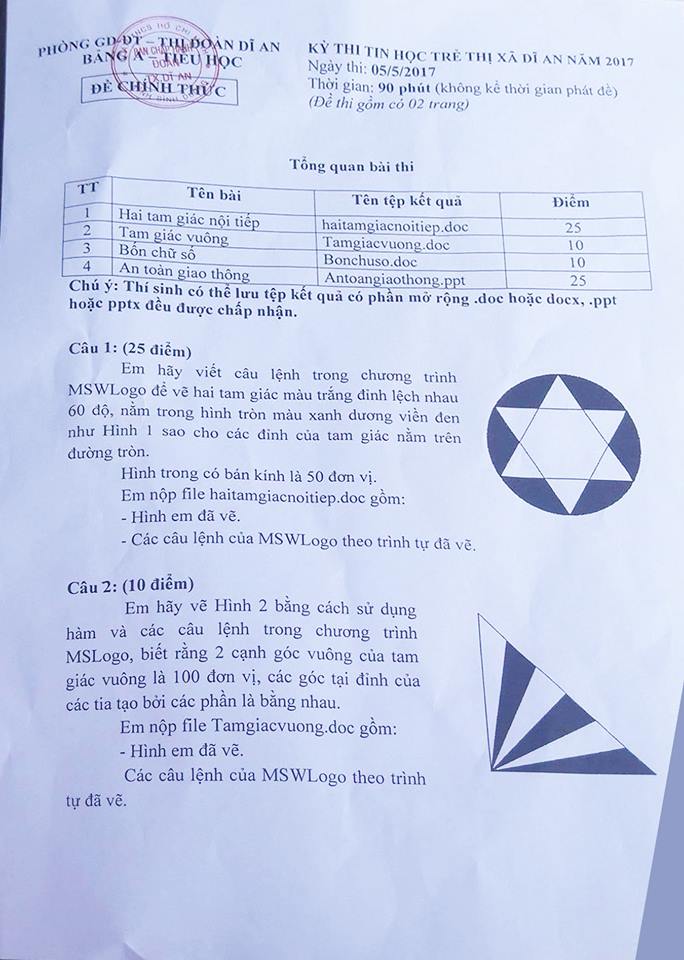 PHÒNG GD-ĐT – THỊ ĐOÀN DĨ AN
BẢNG A – TIỂU HỌC
ĐỀ CHÍNH THỨC
KỲ THI TIN HỌC TRẺ THỊ XÃ DĨ AN NĂM 2017
Ngày thi: 05/5/2017
Thời gian: 90 phút (không kể thời gian phát đề)
(Đề thi gồm có 02 trang)
Tổng quan bài thi
TT Tên bài Tên tệp kết quả Điểm
1 Hai tam giác nội tiếp haitamgiacnoitiep.doc 25
2 Tam giác vuông Tamgiacvuong.doc 10
3 Bốn chữ số Bonchuso.doc 10
4 An toàn giao thông Antoangiaothong.ppt 25
Chú ý: Thí sinh có thể lưu tệp kết quả có phần mở rộng .doc hoặc docx, .ppt
hoặc pptx đều được chấp nhận.
Câu 1: (25 điểm)
Em hãy viết câu lệnh trong chương trình
MSWLogo để vẽ hai tam giác màu trắng đỉnh lệch nhau
60 độ, nằm trong hình tròn màu xanh dương viền đen
như Hình 1 sao cho các đỉnh của tam giác nằm trên
đường tròn.
Hình trong có bán kính là 50 đơn vị.
Em nộp file haitamgiacnoitiep.doc gồm:
- Hình em đã vẽ.
- Các câu lệnh của MSWLogo theo trình tự đã vẽ.
Câu 2: (10 điểm)
Em hãy vẽ Hình 2 bằng cách sử dụng
hàm và các câu lệnh trong chương trình
MSLogo, biết rằng 2 cạnh góc vuông của tam
giác vuông là 100 đơn vị, các góc tại đỉnh của
các tia tạo bởi các phần là bằng nhau.
Em nộp file Tamgiacvuong.doc gồm:
- Hình em đã vẽ.
Các câu lệnh của MSWLogo theo trình
tự đã vẽ.